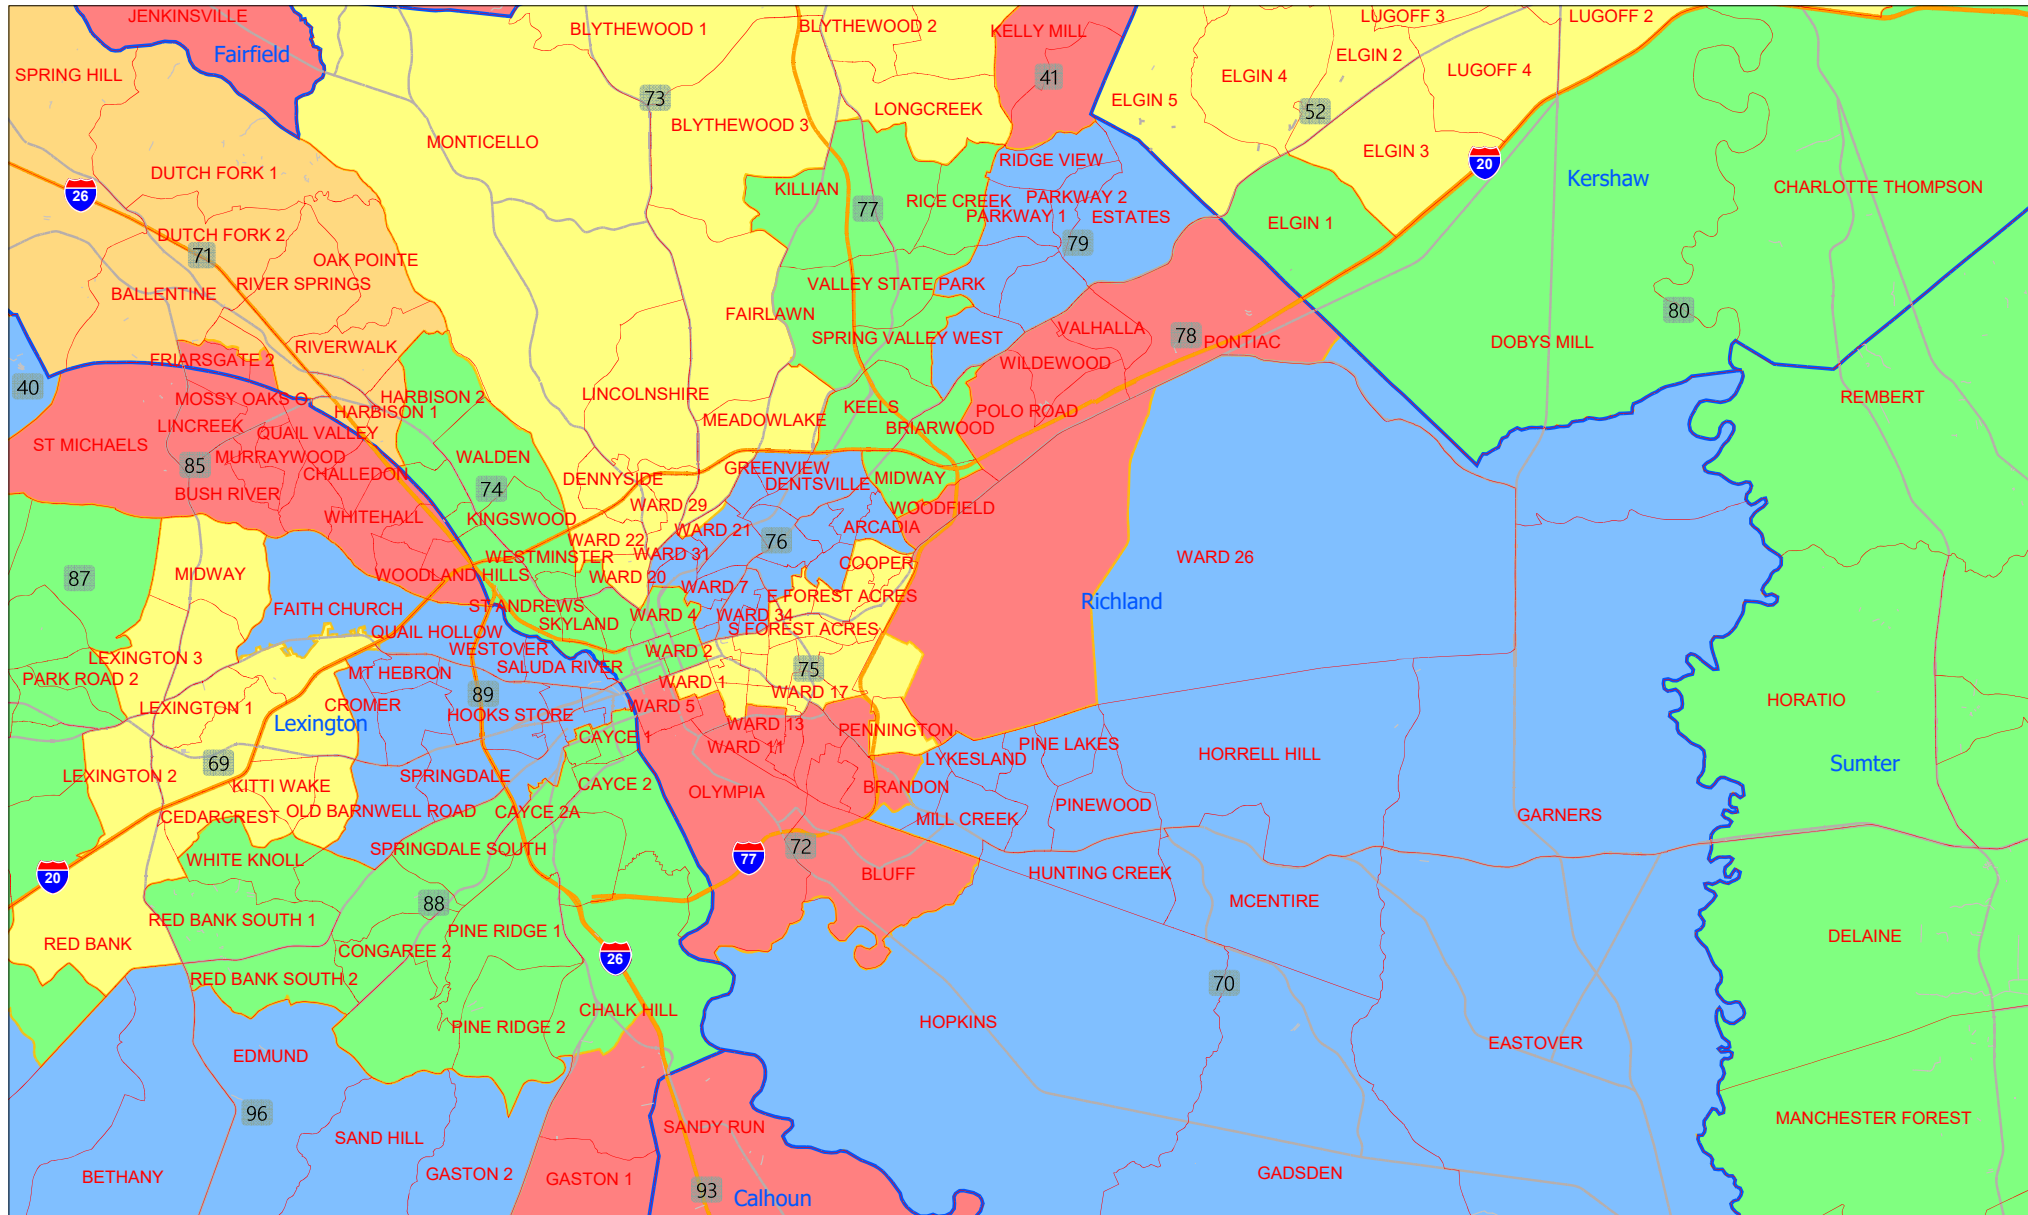 JENKINSVILLE
Fairfield
SPRING HILL
BLYTHEWOOD 1
BLYTHEWOOD 2
KELLY MILL
LUGOFF 3
LUGOFF 2
ELGIN 2
ELGIN 4
LUGOFF 4
41
73
ELGIN 5
52
LONGCREEK
BLYTHEWOOD 3
MONTICELLO
ELGIN 3
20
RIDGE VIEW
DUTCH FORK 1
26
KILLIAN
RICE CREEK
77
PARKWAY 2
PARKWAY 1
ESTATES
Kershaw
CHARLOTTE THOMPSON
ELGIN 1
DUTCH FORK 2
71
OAK POINTE
79
RIVER SPRINGS
BALLENTINE
VALLEY STATE PARK
FAIRLAWN
80
SPRING VALLEY WEST
VALHALLA
78
PONTIAC
DOBYS MILL
RIVERWALK
FRIARSGATE 2
WILDEWOOD
40
MOSSY OAKS
HARBISON 2
HARBISON 1
LINCOLNSHIRE
KEELS
POLO ROAD
REMBERT
MEADOWLAKE
BRIARWOOD
LINCREEK
QUAIL VALLEY
ST MICHAELS
MURRAYWOOD
85
WALDEN
CHALLEDON
BUSH RIVER
GREENVIEW
DENTSVILLE
MIDWAY
DENNYSIDE
74
WOODFIELD
WARD 29
WHITEHALL
KINGSWOOD
WARD 21
ARCADIA
76
WARD 22
WARD 31
WESTMINSTER
WARD 26
COOPER
87
MIDWAY
WOODLAND HILLS
WARD 20
WARD 7
E FOREST ACRES
Richland
FAITH CHURCH
ST ANDREWS
SKYLAND
WARD 4
WARD 34
S FOREST ACRES
QUAIL HOLLOW
WESTOVER
WARD 2
LEXINGTON 3
SALUDA RIVER
75
PARK ROAD 2
MT HEBRON
WARD 1
WARD 17
89
HORATIO
LEXINGTON 1
CROMER
HOOKS STORE
WARD 5
Lexington
WARD 13
PENNINGTON
CAYCE 1
WARD 11
PINE LAKES
HORRELL HILL
LYKESLAND
69
Sumter
LEXINGTON 2
KITTI WAKE
SPRINGDALE
CAYCE 2
OLYMPIA
BRANDON
PINEWOOD
CEDARCREST
OLD BARNWELL ROAD
CAYCE 2A
MILL CREEK
GARNERS
WHITE KNOLL
SPRINGDALE SOUTH
72
77
20
BLUFF
HUNTING CREEK
MCENTIRE
88
RED BANK SOUTH 1
RED BANK
PINE RIDGE 1
CONGAREE 2
26
DELAINE
RED BANK SOUTH 2
70
CHALK HILL
HOPKINS
PINE RIDGE 2
EDMUND
EASTOVER
96
MANCHESTER FOREST
SAND HILL
SANDY RUN
BETHANY
GASTON 2
GASTON 1
GADSDEN
93
Calhoun